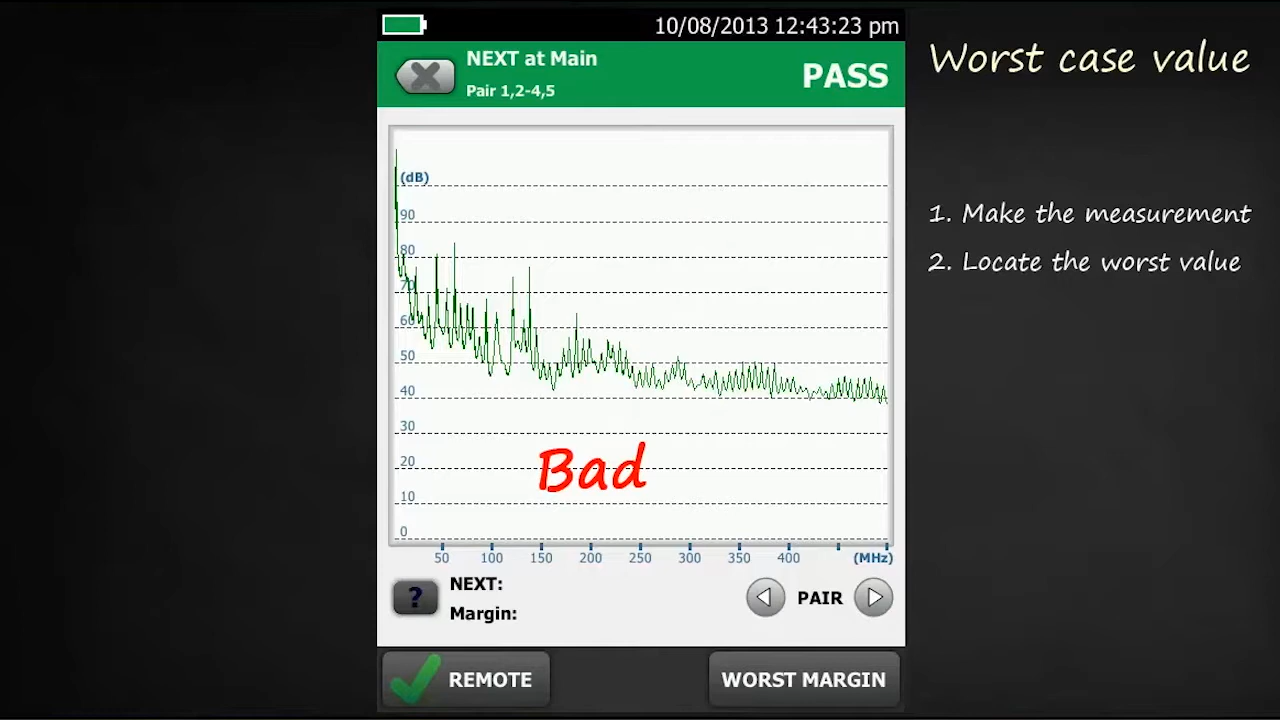 10/08/2013 12:43:23 pm
NEXT at Main
Pair 1,2-4,5
PASS
Worst case value
1. Make the measurement
2. Locate the worst value
(dB)
90
80
70
60
50
40
30
20
10
0
Bad
50 100 150 200 250 300 350 400 (MHz)
? NEXT:
Margin:
PAIR
REMOTE
WORST MARGIN